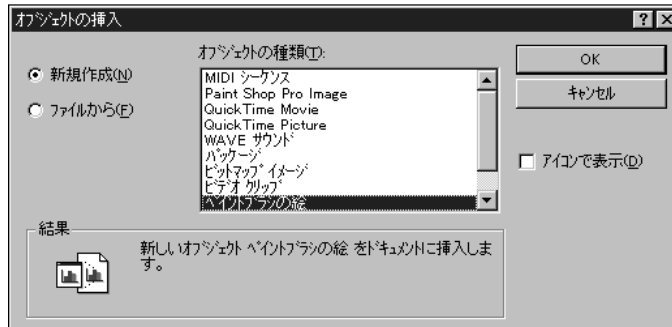 オブジェクトの挿入
新規作成(N)
ファイルから(F)
オブジェクトの種類(T):
MIDI シーケンス
Paint Shop Pro Image
QuickTime Movie
QuickTime Picture
WAVE サウンド
パッケージ
ビットマップ イメージ
ビデオ クリップ
ペイントブラシの絵
OK
キャンセル
アイコンで表示(D)
結果
新しいオブジェクト ペイントブラシの絵 をドキュメントに挿入しま
す。